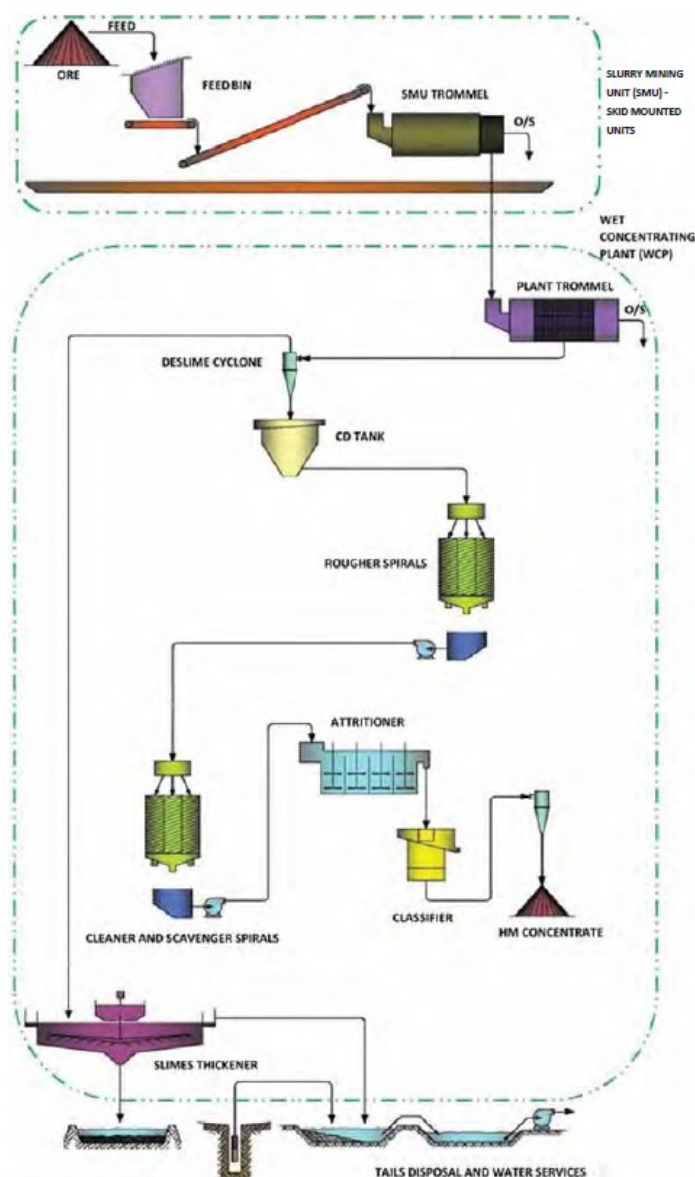 FEED
ORE
FEED BIN
SMU TROMMEL
O/S
SLURRY MINING
UNIT (SMU) -
SKID MOUNTED
UNITS
WET
CONCENTRATING
PLANT (WCP)
PLANT TROMMEL
O/S
DESLIME CYCLONE
CD TANK
ROUGHER SPIRALS
ATTRITIONER
CLASSIFIER
HM CONCENTRATE
CLEANER AND SCAVENGER SPIRALS
SLIMES THICKENER
TAILS DISPOSAL AND WATER SERVICES